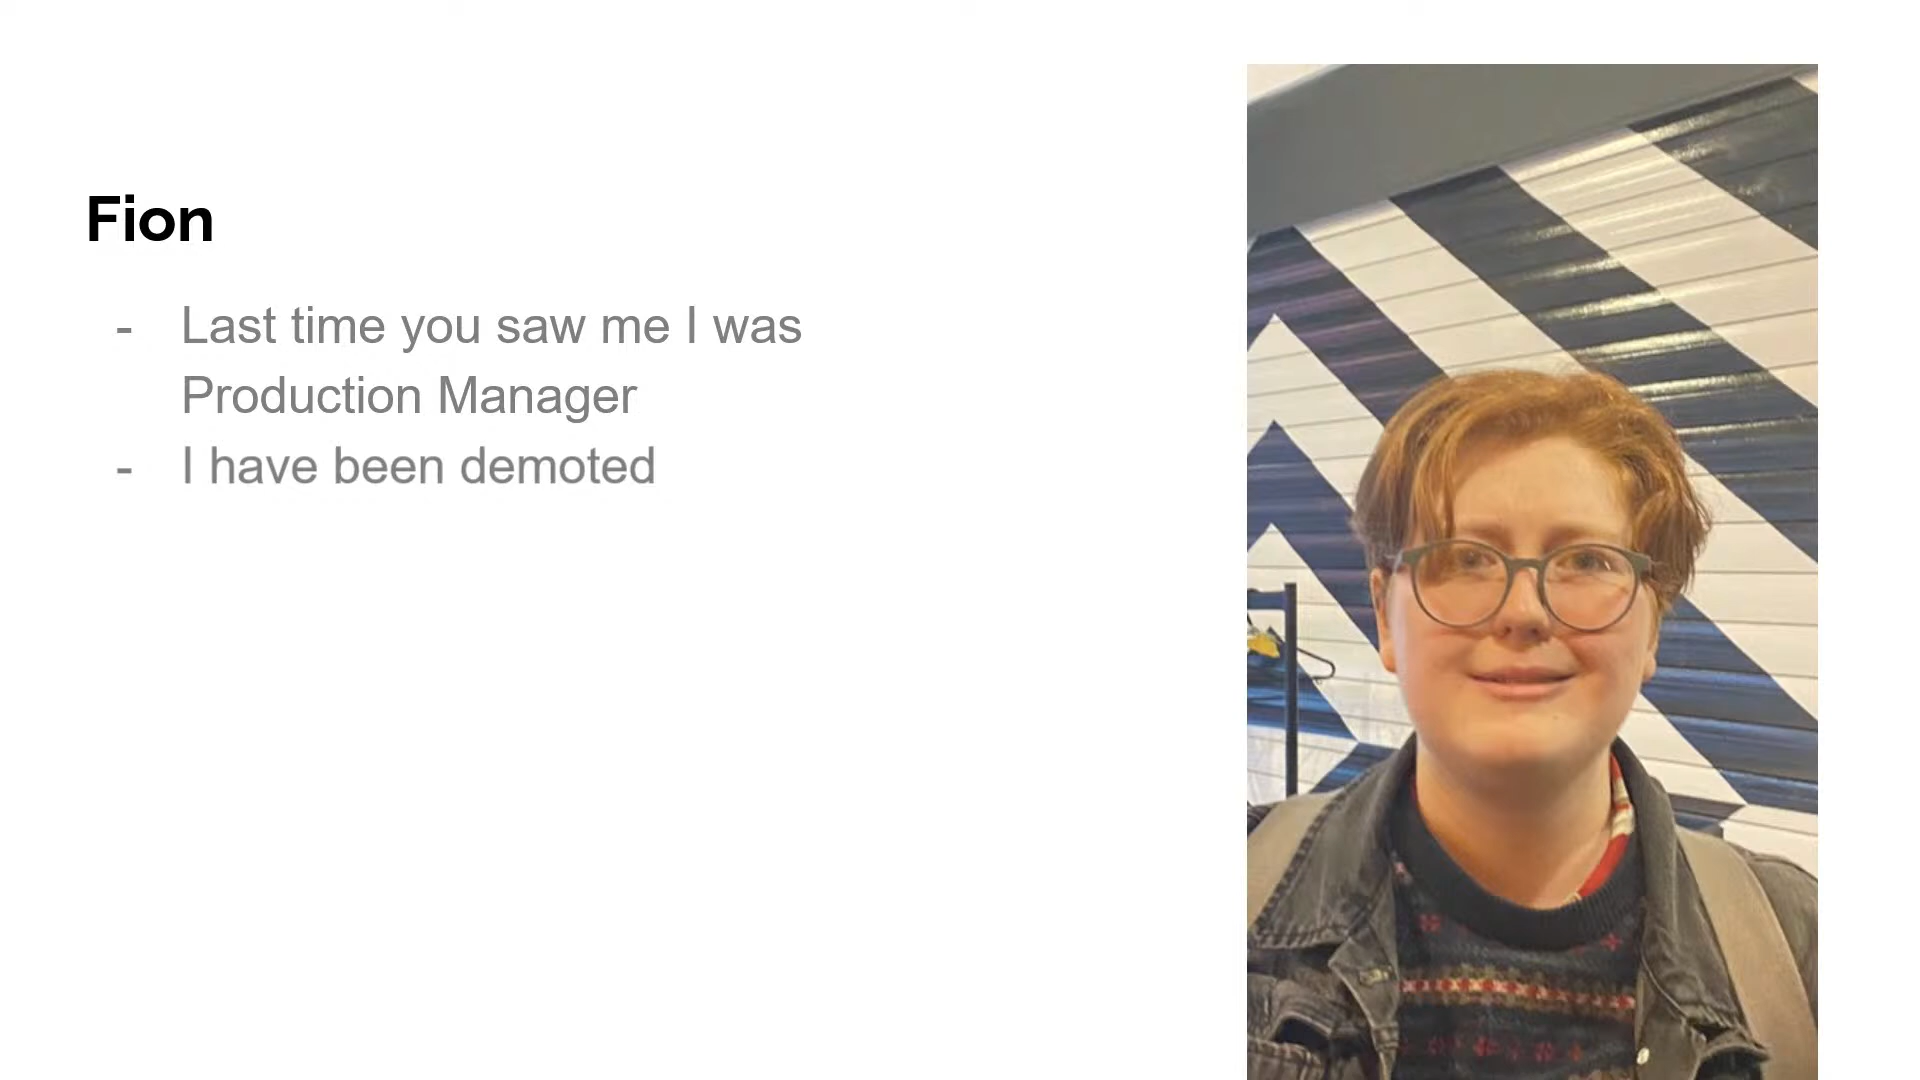 Fion
- Last time you saw me I was
Production Manager
- I have been demoted